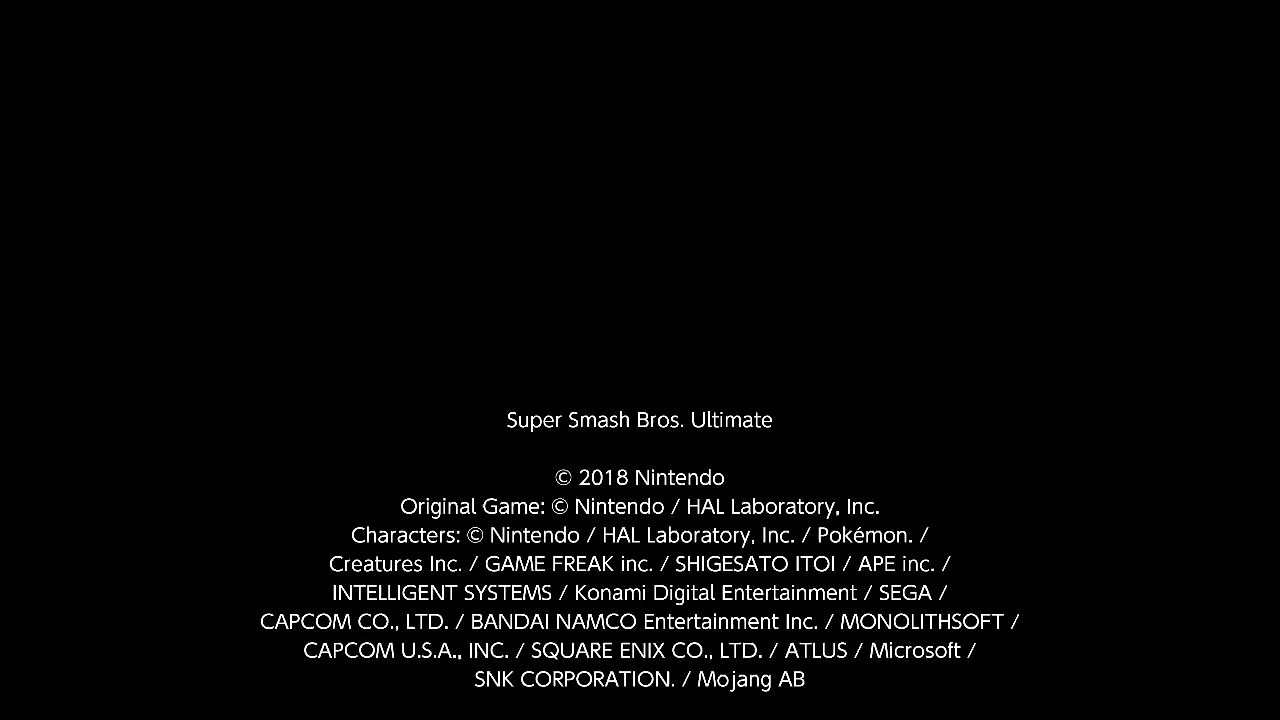 Super Smash Bros. Ultimate
© 2018 Nintendo
Original Game: © Nintendo / HAL Laboratory, Inc.
Characters: © Nintendo / HAL Laboratory, Inc. / Pokémon. /
Creatures Inc. / GAME FREAK inc. / SHIGESATO ITOI / APE inc. /
INTELLIGENT SYSTEMS / Konami Digital Entertainment / SEGA /
CAPCOM CO., LTD. / BANDAI NAMCO Entertainment Inc. / MONOLITHSOFT /
CAPCOM U.S.A., INC. / SQUARE ENIX CO., LTD. / ATLUS / Microsoft /
SNK CORPORATION. / Mojang AB